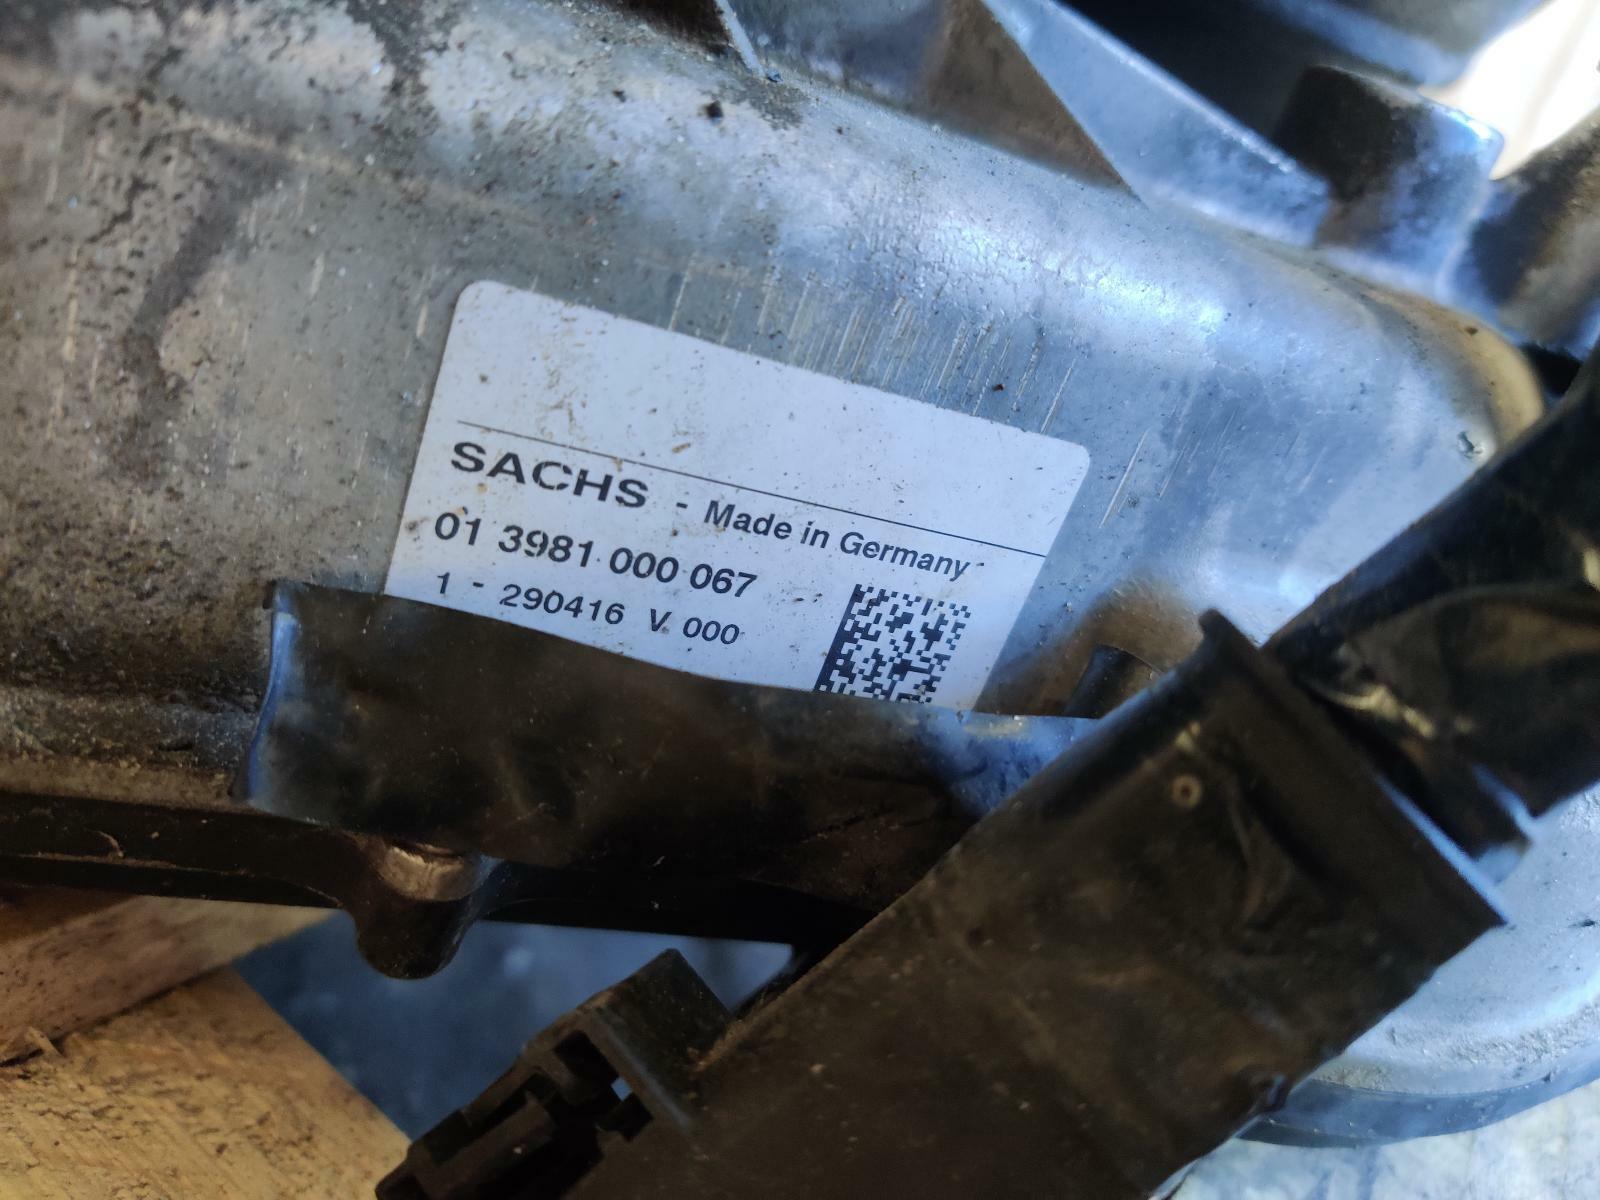 SACHS - Made in Germany
01 3981 000 067
1 - 290416 V 000